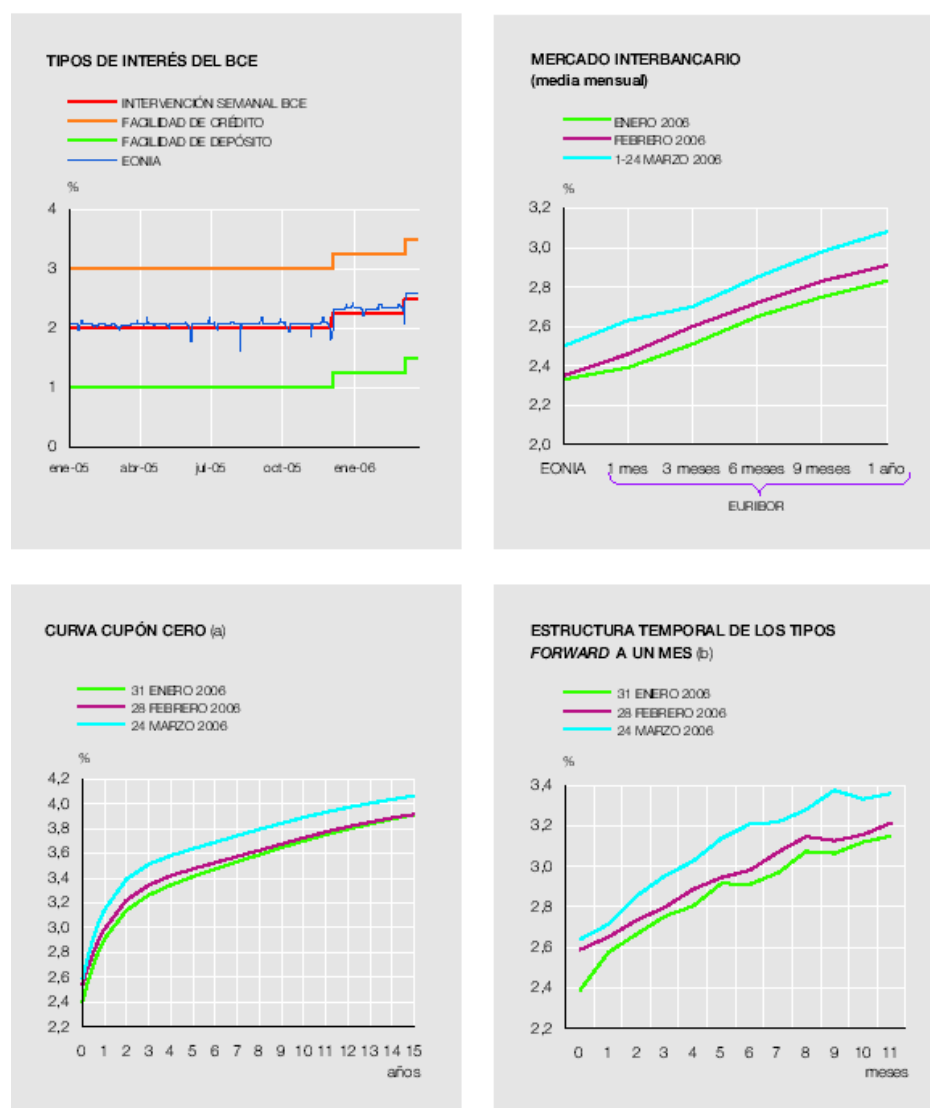 TIPOS DE INTERÉS DEL BCE
INTERVENCIÓN SEMANAL BCE
FACILIDAD DE CRÉDITO
FACILIDAD DE DEPÓSITO
EONIA
%
4
3
2
1
0
ene-05 abr-05 jul-05 oct-05 ene-06
MERCADO INTERBANCARIO
(media mensual)
ENERO 2006
FEBRERO 2006
1-24 MARZO 2006
%
3,2
3,0
2,8
2,6
2,4
2,2
2,0
EONIA 1 mes 3 meses 6 meses 9 meses 1 año
EURIBOR
CURVA CUPÓN CERO (a)
31 ENERO 2006
28 FEBRERO 2006
24 MARZO 2006
%
4,2
4,0
3,8
3,6
3,4
3,2
3,0
2,8
2,6
2,4
2,2
0 1 2 3 4 5 6 7 8 9 10 11 12 13 14 15
años
ESTRUCTURA TEMPORAL DE LOS TIPOS
FORWARD A UN MES (b)
31 ENERO 2006
28 FEBRERO 2006
24 MARZO 2006
%
3,4
3,2
3,0
2,8
2,6
2,4
2,2
0 1 2 3 4 5 6 7 8 9 10 11
meses